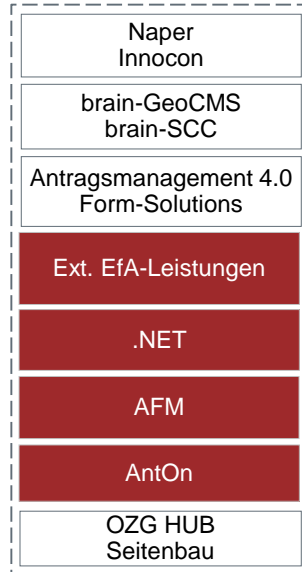 Naper
Innocon
brain-GeoCMS
brain-SCC
Antragsmanagement 4.0
Form-Solutions
Ext. EfA-Leistungen
.NET
AFM
AntOn
OZG HUB
Seitenbau